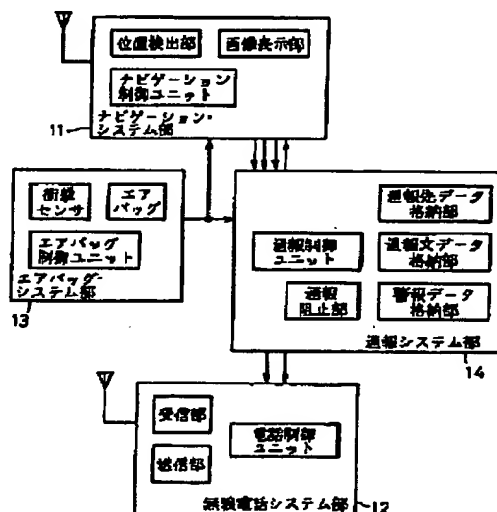 位置検出部
画像表示部
ナビゲーション
制御ユニット
11
ナビゲーション・
システム部
衝撃
センサ
エア
バッグ
エアバッグ
制御ユニット
エアバッグ・
システム部
13
通報先データ
格納部
通報制御
ユニット
通報文データ
格納部
通報
阻止部
警報データ
格納部
通報システム部
14
受信部
送信部
電話制御
ユニット
無線電話システム部
12